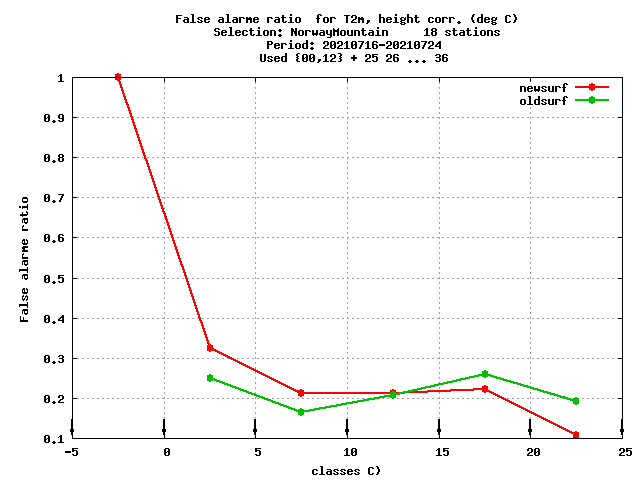 False alarme ratio  for T2m, height corr. (deg C)
Selection: NorwayMountain     18 stations
Period: 20210716-20210724
Used {00,12} + 25 26 ... 36
newsurf
oldsurf
1
0.9
0.8
0.7
0.6
0.5
0.4
0.3
0.2
0.1
False alarme ratio
-5 0 5 10 15 20 25
classes C)